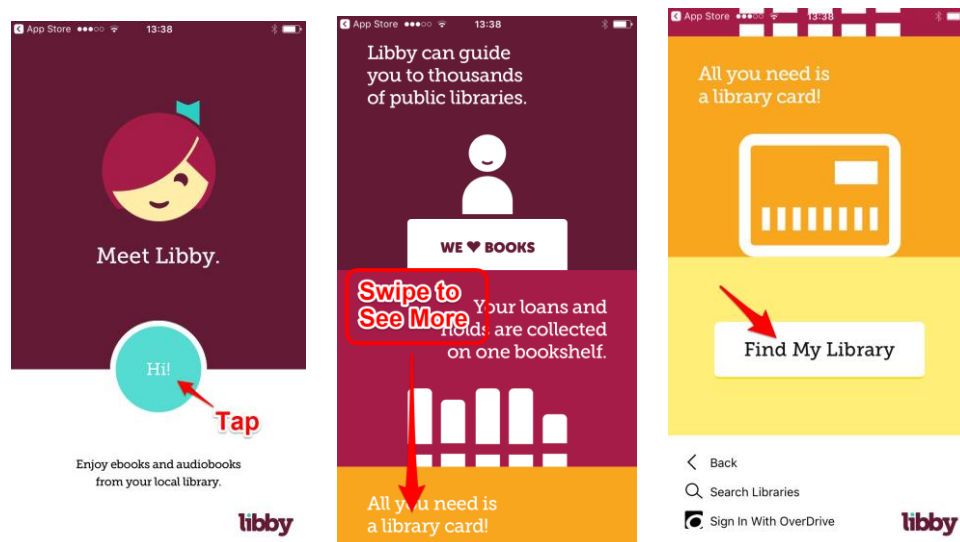 App Store
13:38
Meet Libby.
Hi!
Tap
Enjoy ebooks and audiobooks
from your local library.
libby
App Store
13:38
Libby can guide
you to thousands
of public libraries.
WE ♥ BOOKS
Swipe to
See More
Your loans and
holds are collected
on one bookshelf.
All you need is
a library card!
App Store
13:38
All you need is
a library card!
Find My Library
Back
Search Libraries
Sign In With OverDrive
libby